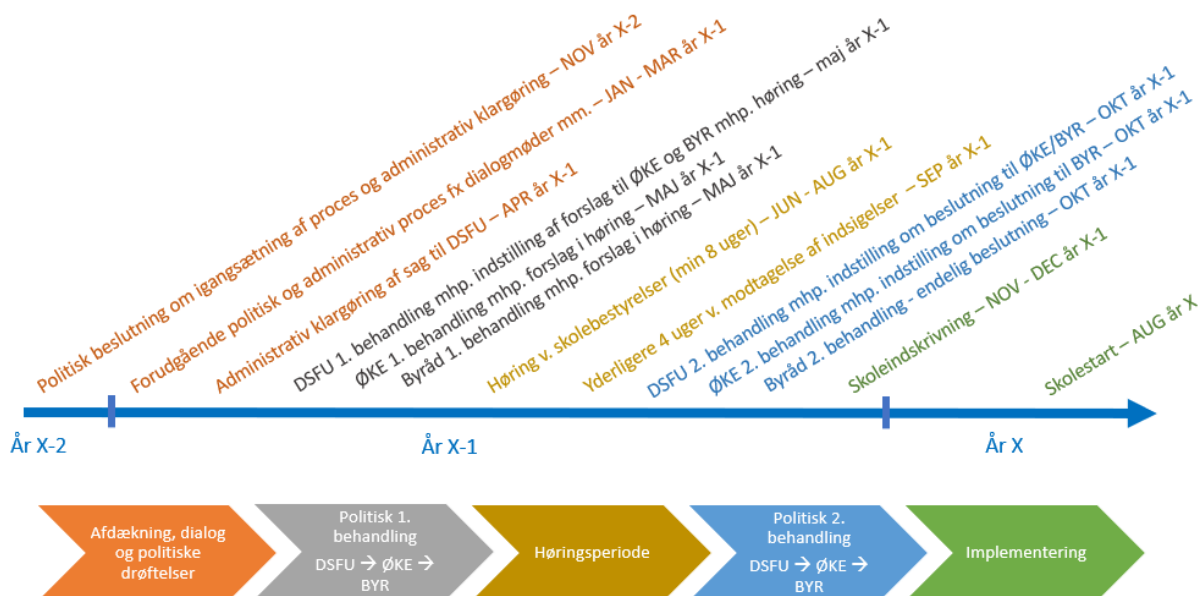 Politisk beslutning om igangsætning af proces og administrativ klargøring – NOV år X-2
Forudgående politisk og administrativ proces fx dialogmøder mm. – JAN - MAR år X-1
Administrativ klargøring af sag til DSFU – APR år X-1
DSFU 1. behandling mhp. indstilling af forslag til ØKE og BYR mhp. høring – maj år X-1
ØKE 1. behandling mhp. forslag i høring – MAJ år X-1
Byråd 1. behandling mhp. forslag i høring – MAJ år X-1
Høring v. skolebestyrelser (min 8 uger) – JUN - AUG år X-1
Yderligere 4 uger v. modtagelse af indsigelser – SEP år X-1
DSFU 2. behandling mhp. indstilling om beslutning til ØKE/BYR – OKT år X-1
ØKE 2. behandling mhp. indstilling om beslutning til BYR – OKT år X-1
Byråd 2. behandling - endelig beslutning – OKT år X-1
Skoleindskrivning – NOV - DEC år X-1
Skolestart – AUG år X
År X-2
År X-1
År X
Afdækning, dialog
og politiske
drøftelser
Politisk 1.
behandling
DSFU → ØKE →
BYR
Høringsperiode
Politisk 2.
behandling
DSFU → ØKE →
BYR
Implementering